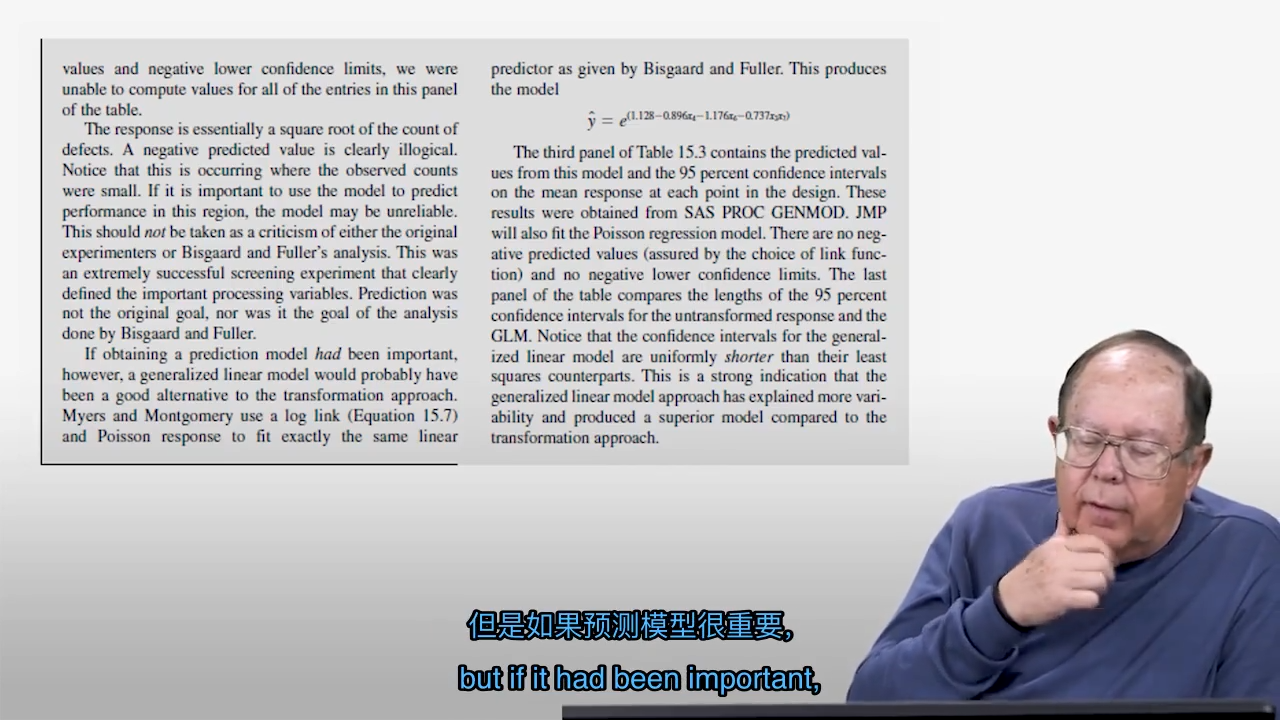 values and negative lower confidence limits, we were
unable to compute values for all of the entries in this panel
of the table.
The response is essentially a square root of the count of
defects. A negative predicted value is clearly illogical.
Notice that this is occurring where the observed counts
were small. If it is important to use the model to predict
performance in this region, the model may be unreliable.
This should not be taken as a criticism of either the original
experimenters or Bisgaard and Fuller's analysis. This was
an extremely successful screening experiment that clearly
defined the important processing variables. Prediction was
not the original goal, nor was it the goal of the analysis
done by Bisgaard and Fuller.
If obtaining a prediction model had been important,
however, a generalized linear model would probably have
been a good alternative to the transformation approach.
Myers and Montgomery use a log link (Equation 15.7)
and Poisson response to fit exactly the same linear
predictor as given by Bisgaard and Fuller. This produces
the model
ŷ = e^(1.128−0.896x₄−1.176x₆−0.737x₂x₇)
The third panel of Table 15.3 contains the predicted val-
ues from this model and the 95 percent confidence intervals
on the mean response at each point in the design. These
results were obtained from SAS PROC GENMOD. JMP
will also fit the Poisson regression model. There are no neg-
ative predicted values (assured by the choice of link func-
tion) and no negative lower confidence limits. The last
panel of the table compares the lengths of the 95 percent
confidence intervals for the untransformed response and the
GLM. Notice that the confidence intervals for the general-
ized linear model are uniformly shorter than their least
squares counterparts. This is a strong indication that the
generalized linear model approach has explained more vari-
ability and produced a superior model compared to the
transformation approach.
但是如果预测模型很重要,
but if it had been important,